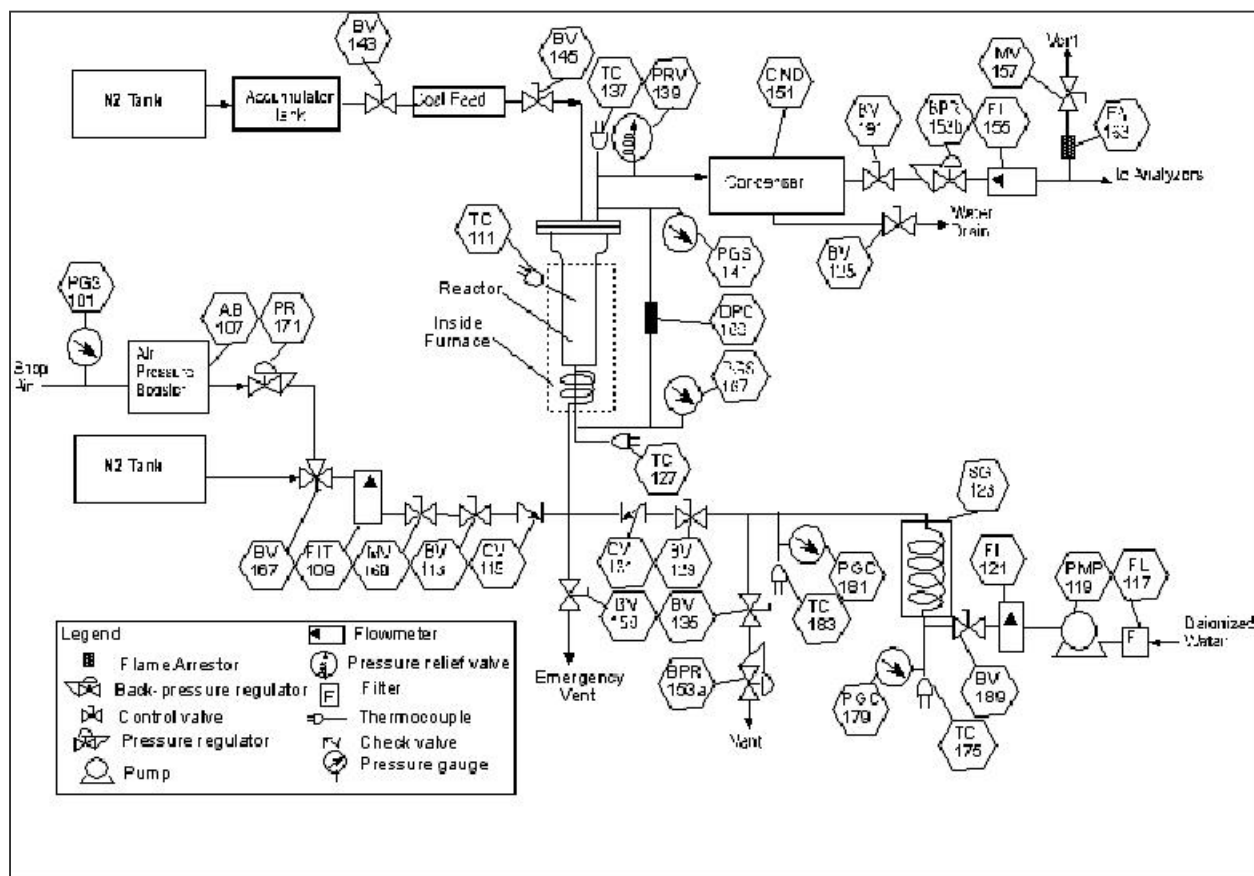 BV
143
BV
145
TC
137
PRV
139
CND
151
MV
157
Vent
N2 Tank
Accumulator
Tank
Coal Feed
BV
191
BPR
153b
FI
155
FA
163
Condenser
to Analyzers
Water
Drain
TC
111
PGS
141
BV
Reactor
Inside
Furnace
PGS
101
AB
107
PR
171
Shop
Air
Air
Pressure
Booster
TC
127
N2 Tank
SG
BV
167
FIT
109
MV
BV
CV
CV
BV
PGC
181
TC
183
FI
121
PMP
119
FL
117
Deionized
Water
F
BV
BV
Emergency
Vent
BPR
153a
Vent
PGC
179
TC
175
BV
189
Legend
Flame Arrestor
Back-pressure regulator
Control valve
Pressure regulator
Pump
Flowmeter
Pressure relief valve
F
Filter
Thermocouple
Check valve
Pressure gauge